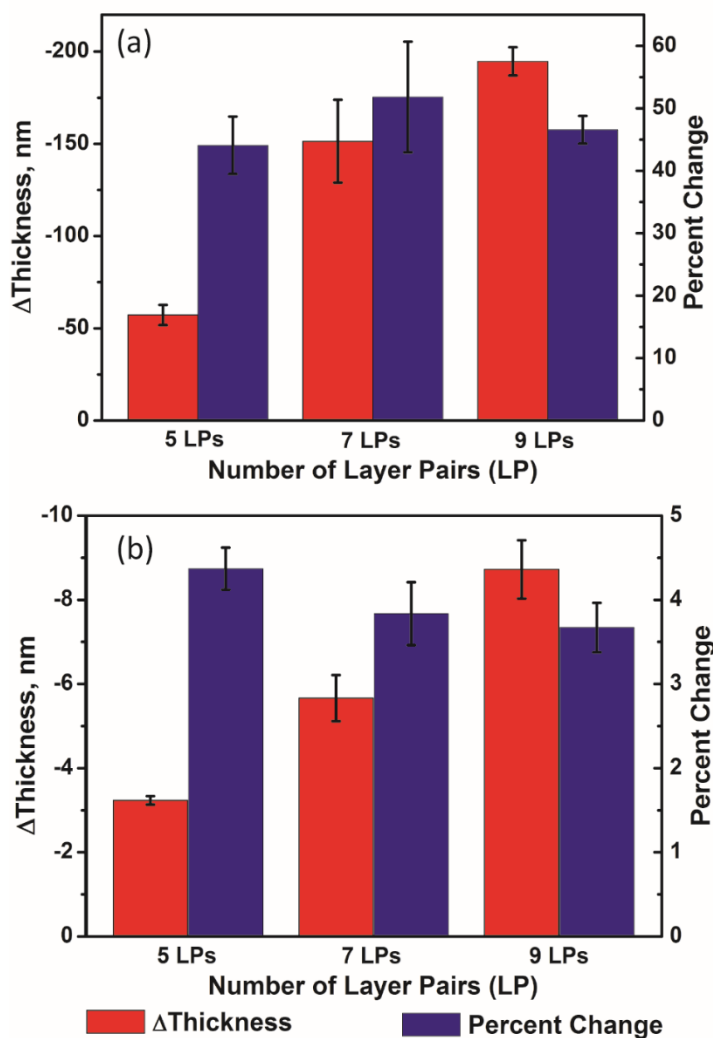 (a)
-200
-150
-100
-50
0
ΔThickness, nm
60
50
40
30
20
10
0
Percent Change
5 LPs 7 LPs 9 LPs
Number of Layer Pairs (LP)
(b)
-10
-8
-6
-4
-2
0
ΔThickness, nm
5
4
3
2
1
0
Percent Change
5 LPs 7 LPs 9 LPs
Number of Layer Pairs (LP)
ΔThickness Percent Change